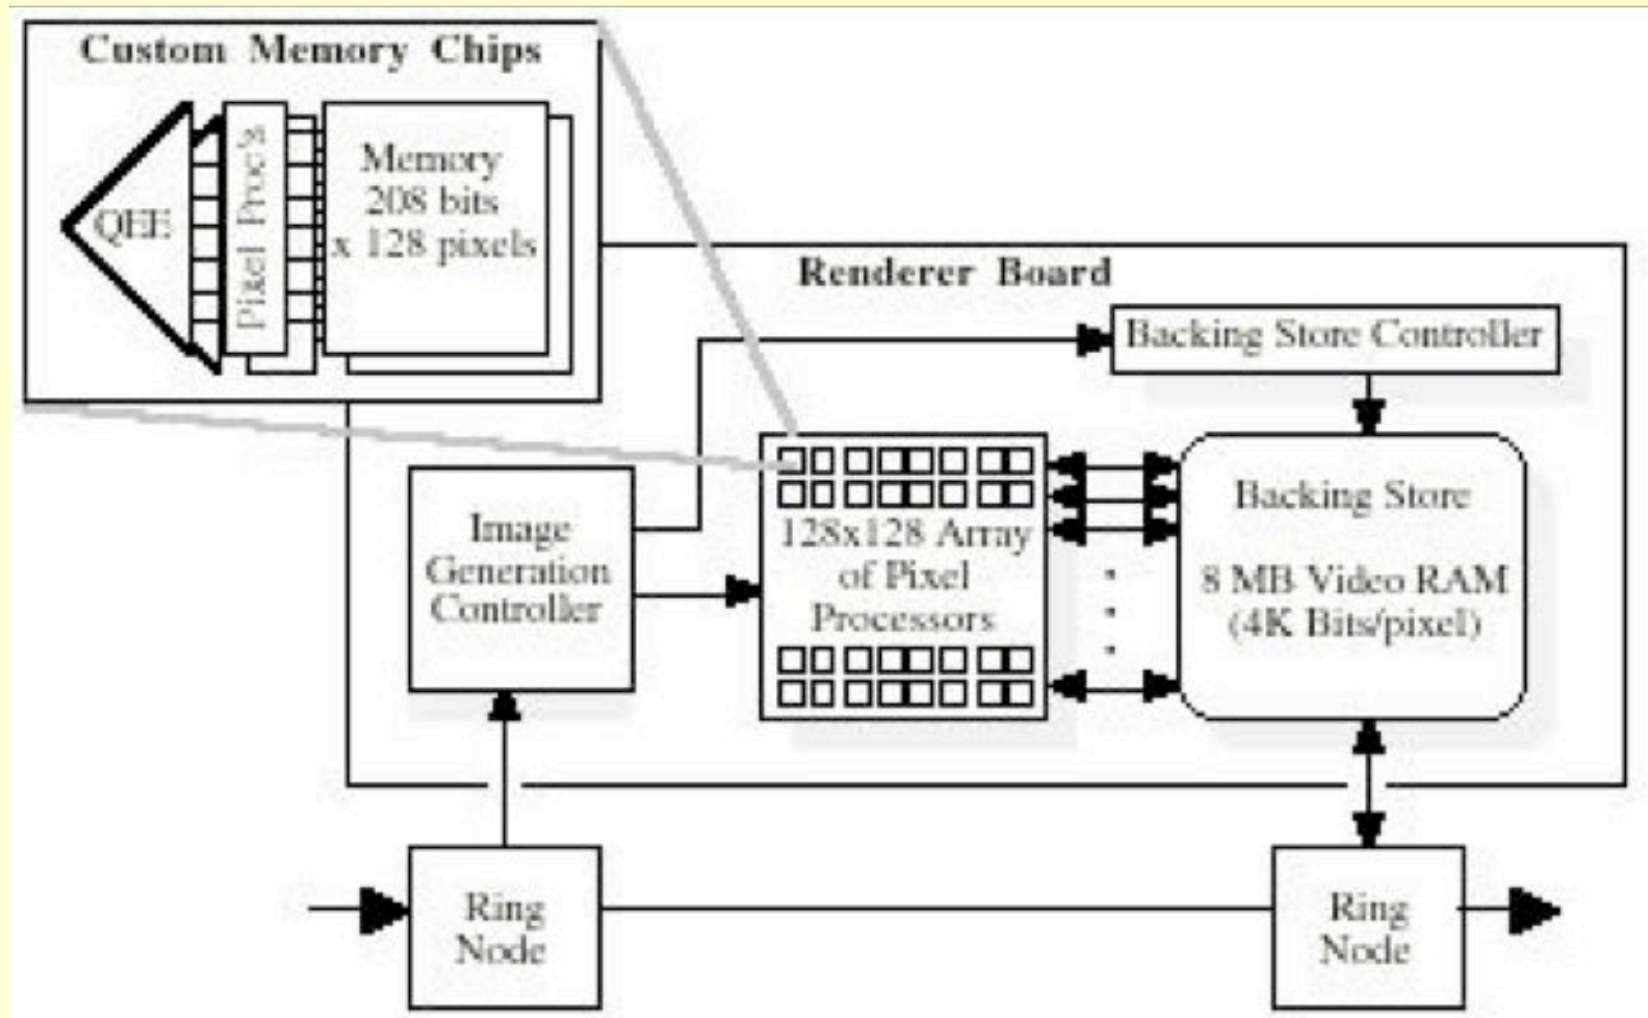 Custom Memory Chips
QEE
Pixel Proc's
Memory
208 bits
x 128 pixels
Renderer Board
Backing Store Controller
Image
Generation
Controller
128x128 Array
of Pixel
Processors
Backing Store
8 MB Video RAM
(4K Bits/pixel)
Ring
Node
Ring
Node